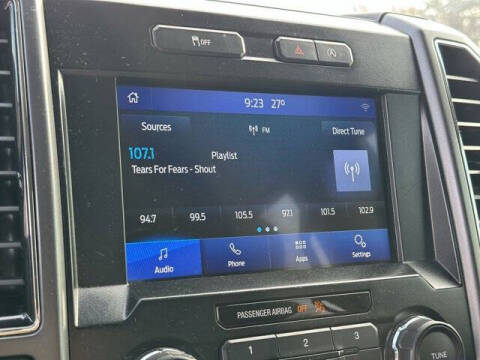 OFF
9:23 27°
Sources
FM
Direct Tune
107.1
Playlist
Tears For Fears - Shout
94.7 99.5 105.5 97.1 101.5 102.9
Audio Phone Apps Settings
PASSENGER AIRBAG OFF
1 2 3
TUNE